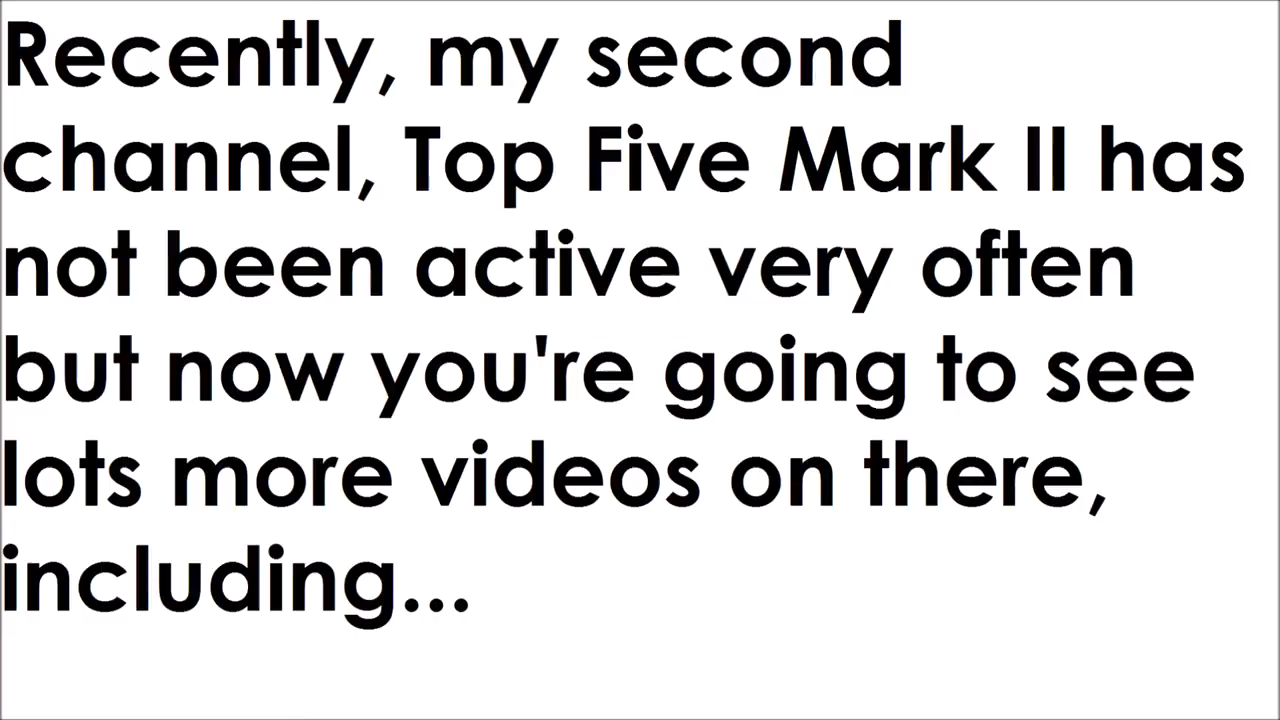 Recently, my second
channel, Top Five Mark II has
not been active very often
but now you're going to see
lots more videos on there,
including...